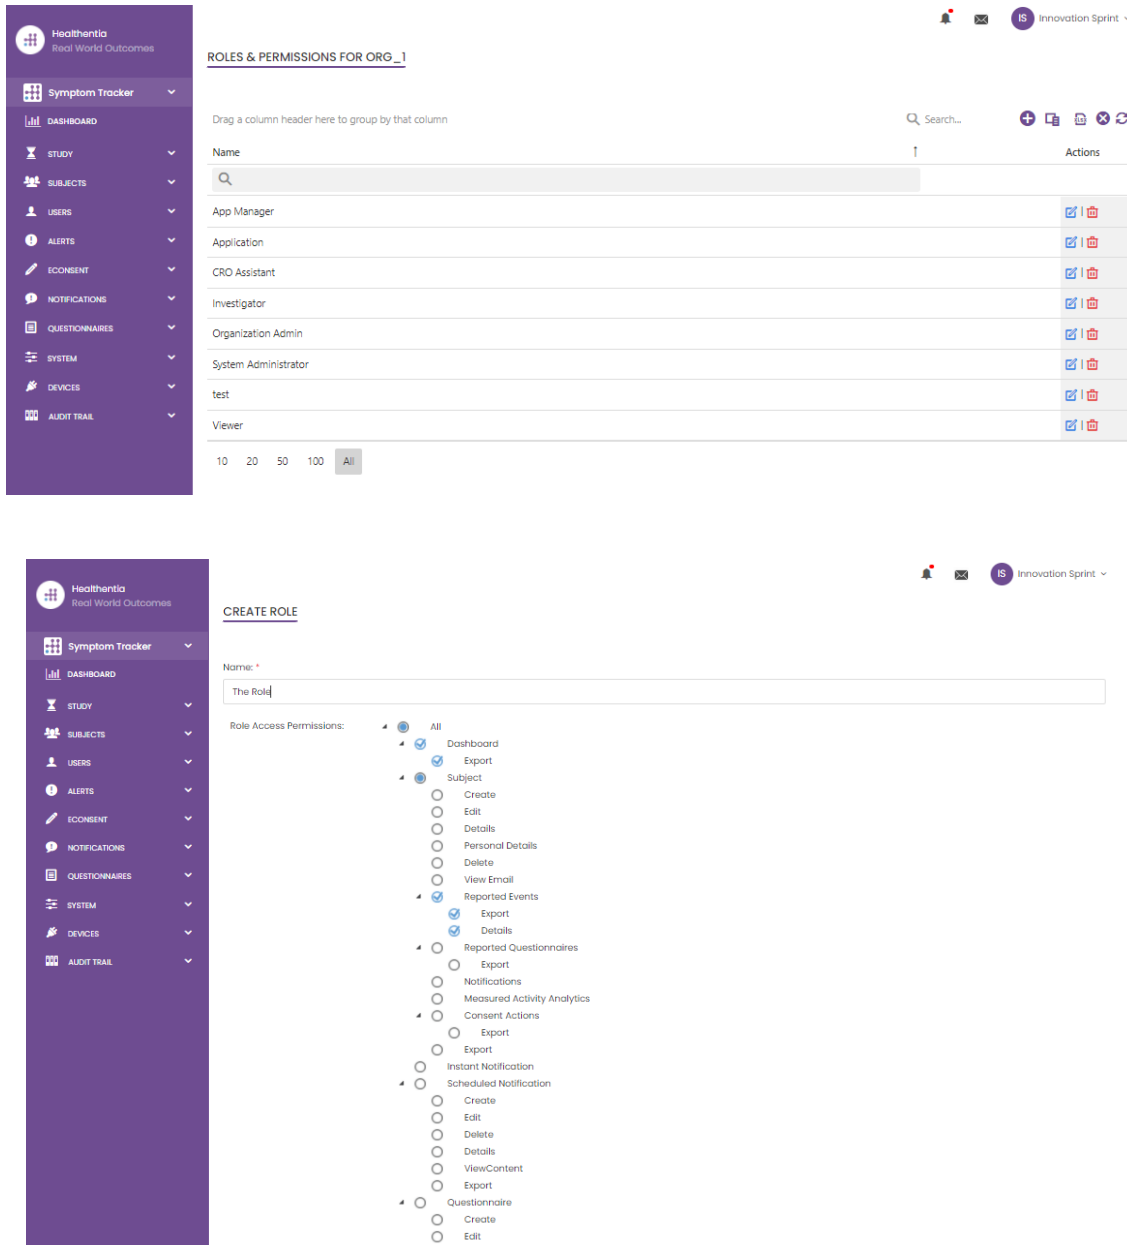 Healthentia
Real World Outcomes
IS Innovation Sprint
ROLES & PERMISSIONS FOR ORG_1
Symptom Tracker
DASHBOARD
STUDY
SUBJECTS
USERS
ALERTS
ECONSENT
NOTIFICATIONS
QUESTIONNAIRES
SYSTEM
DEVICES
AUDIT TRAIL
Drag a column header here to group by that column
Search...
Name
Actions
App Manager
Application
CRO Assistant
Investigator
Organization Admin
System Administrator
test
Viewer
10 20 50 100 All
Healthentia
Real World Outcomes
IS Innovation Sprint
CREATE ROLE
Symptom Tracker
DASHBOARD
STUDY
SUBJECTS
USERS
ALERTS
ECONSENT
NOTIFICATIONS
QUESTIONNAIRES
SYSTEM
DEVICES
AUDIT TRAIL
Name: *
The Role
Role Access Permissions:
All
Dashboard
Export
Subject
Create
Edit
Details
Personal Details
Delete
View Email
Reported Events
Export
Details
Reported Questionnaires
Export
Notifications
Measured Activity Analytics
Consent Actions
Export
Export
Instant Notification
Scheduled Notification
Create
Edit
Delete
Details
ViewContent
Export
Questionnaire
Create
Edit